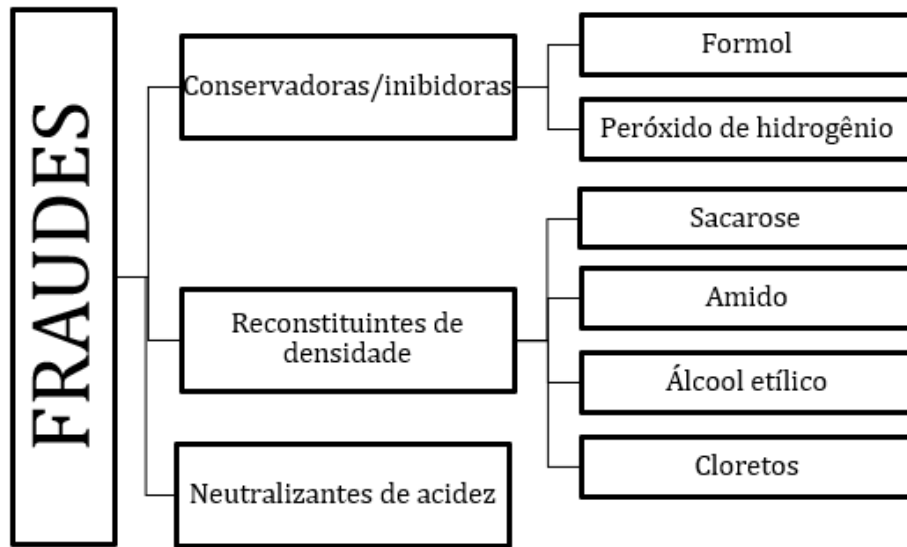 FRAUDES
Conservadoras/inibidoras
Formol
Peróxido de hidrogênio
Reconstituintes de
densidade
Sacarose
Amido
Álcool etílico
Cloretos
Neutralizantes de acidez